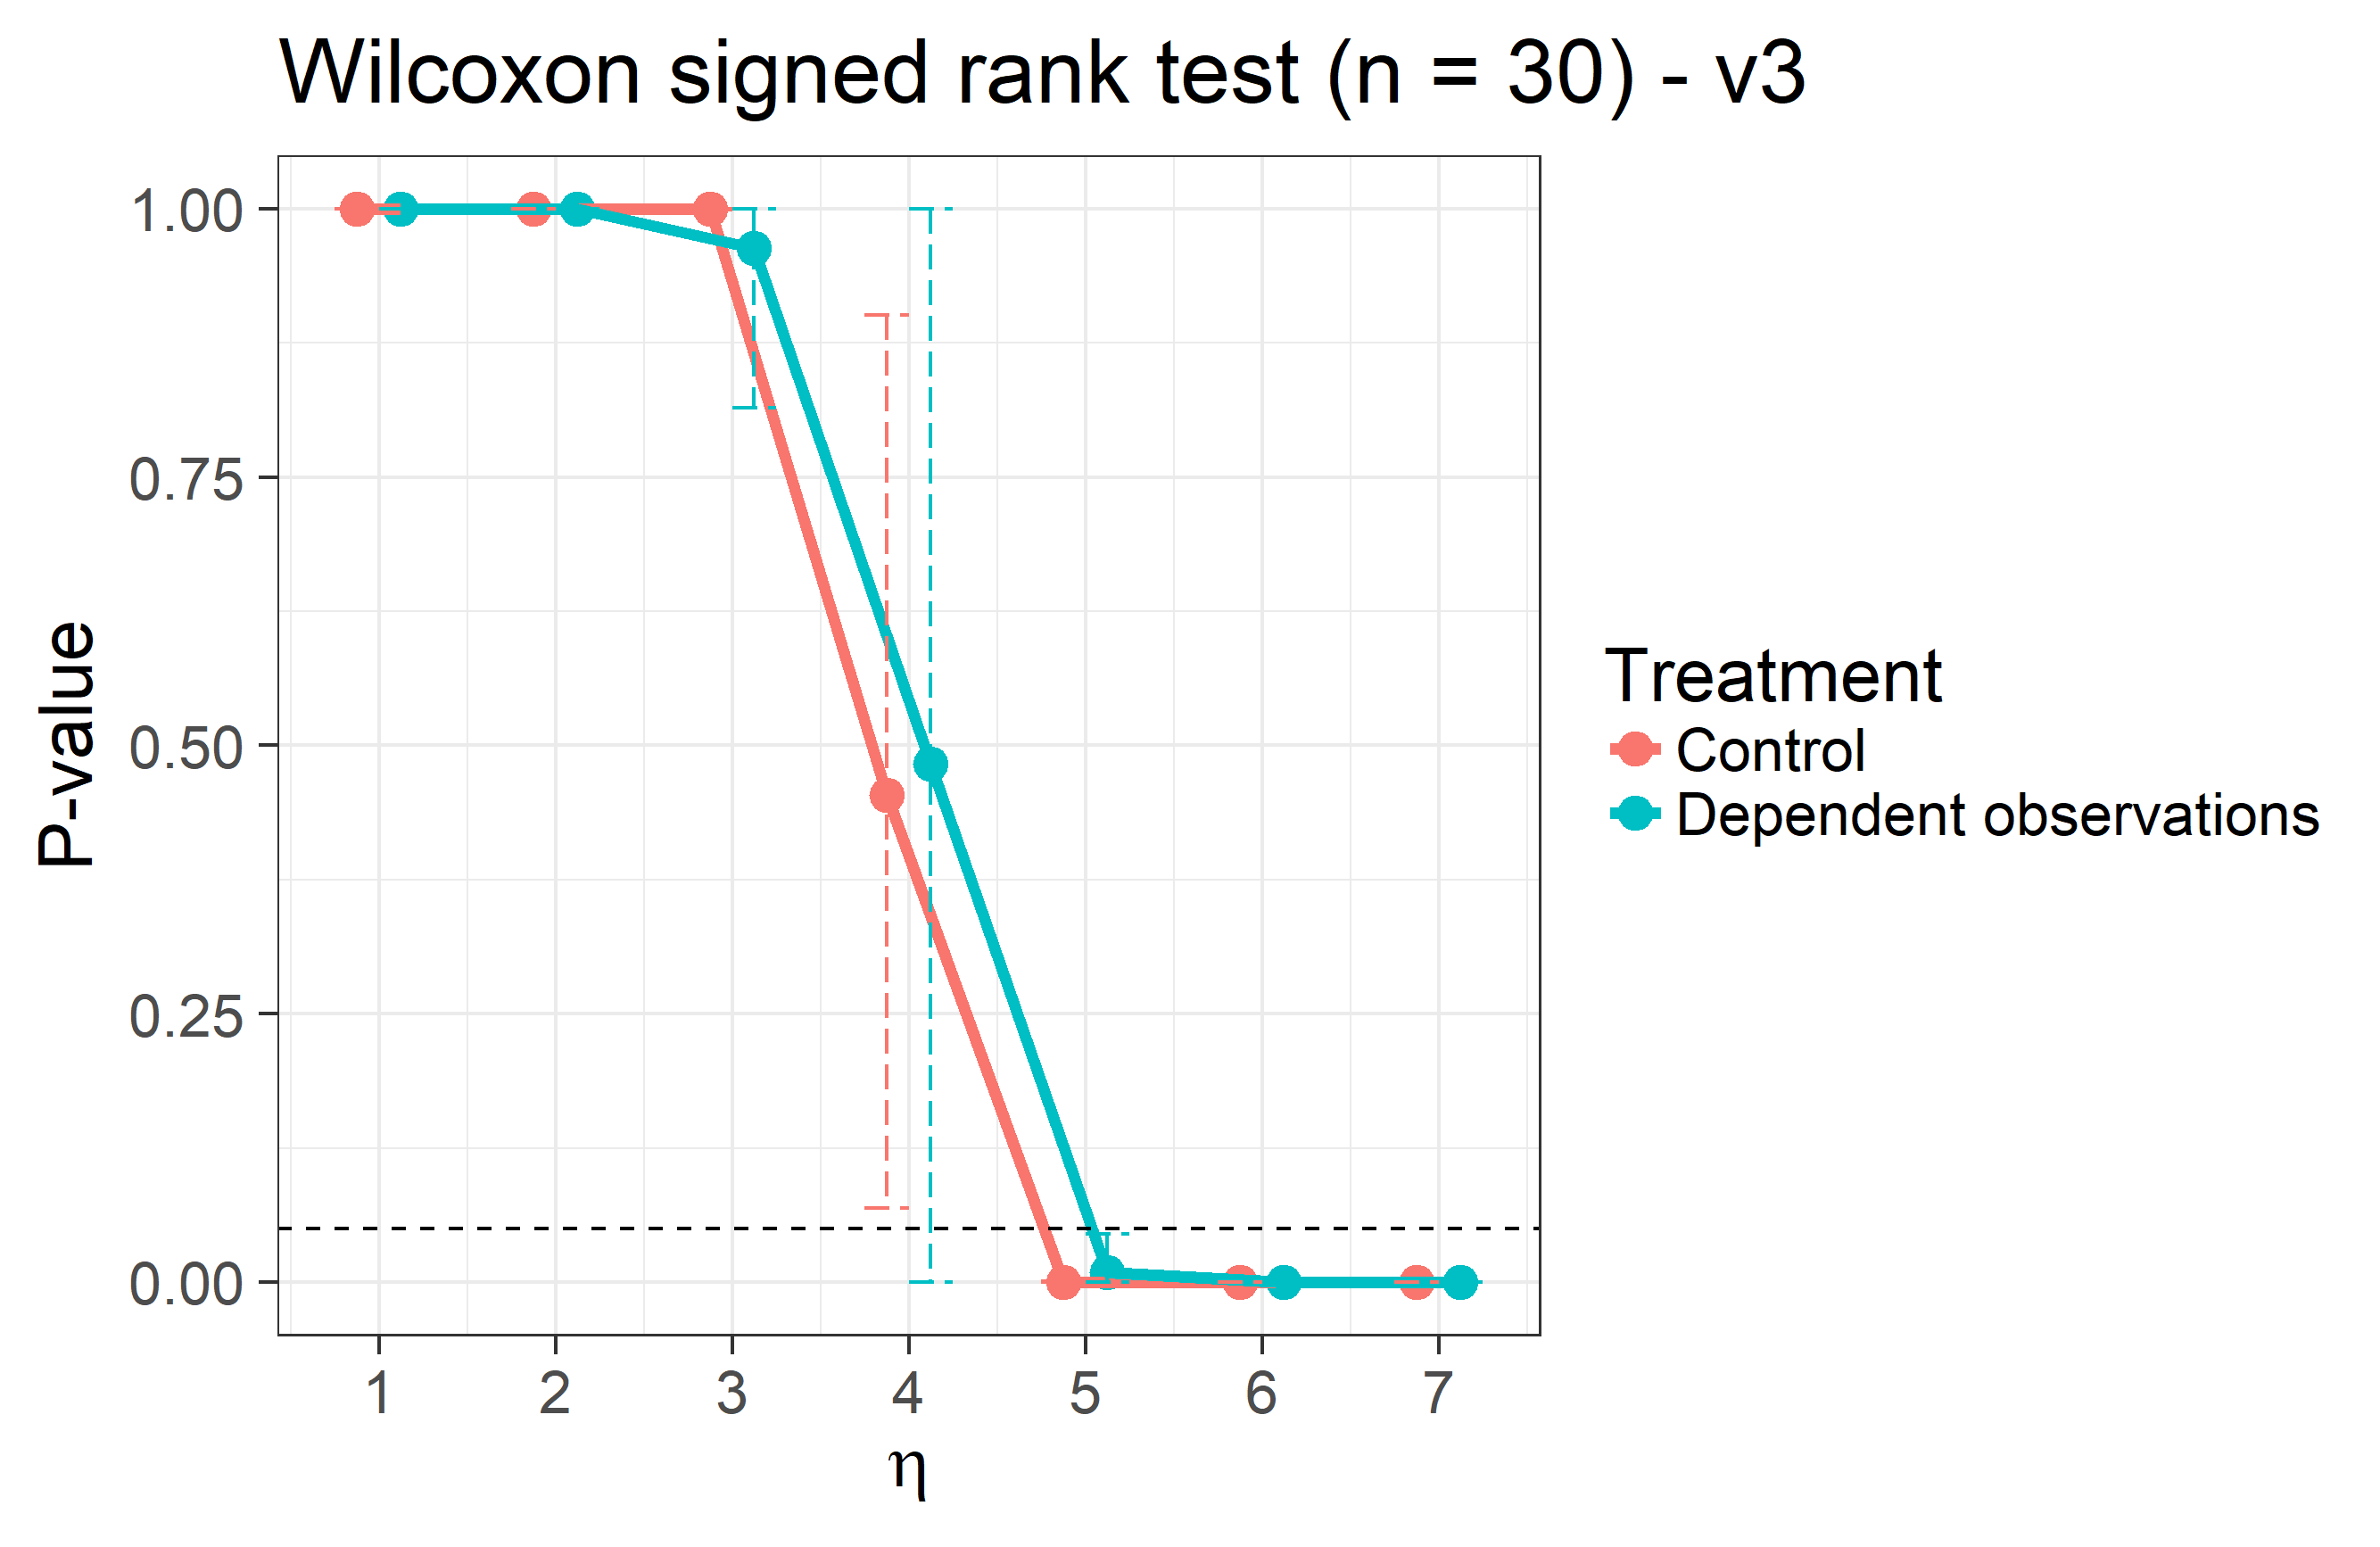 Wilcoxon signed rank test (n = 30) - v3
P-value
1.00
0.75
0.50
0.25
0.00
1 2 3 4 5 6 7
η
Treatment
Control
Dependent observations